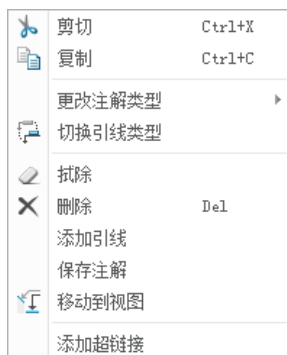 剪切 Ctrl+X
复制 Ctrl+C
更改注解类型
切换引线类型
拭除
删除 Del
添加引线
保存注解
移动到视图
添加超链接